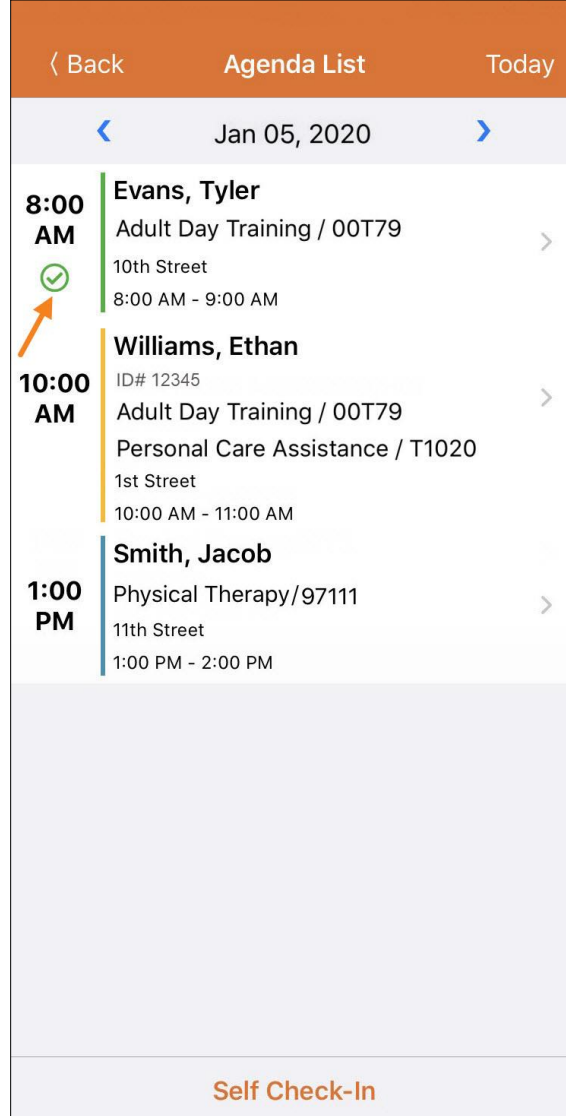 Back Agenda List Today
Jan 05, 2020
8:00
AM
Evans, Tyler
Adult Day Training / 00T79
10th Street
8:00 AM - 9:00 AM
10:00
AM
Williams, Ethan
ID# 12345
Adult Day Training / 00T79
Personal Care Assistance / T1020
1st Street
10:00 AM - 11:00 AM
1:00
PM
Smith, Jacob
Physical Therapy/97111
11th Street
1:00 PM - 2:00 PM
Self Check-In